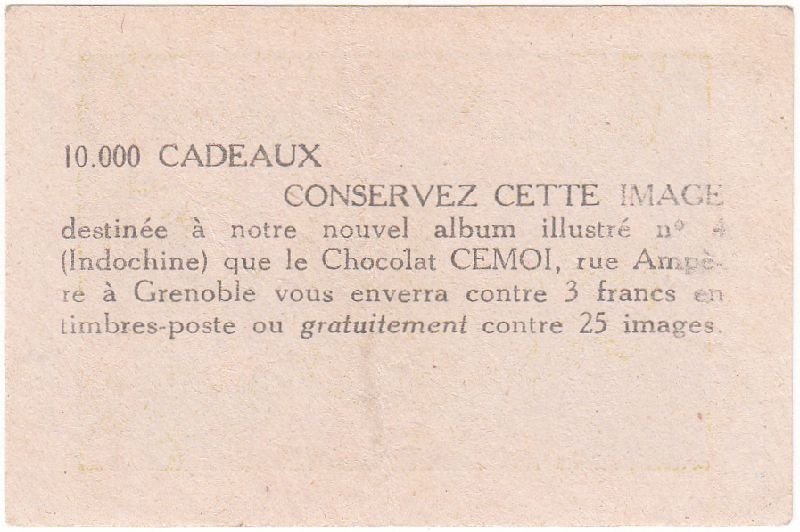 10.000 CADEAUX
CONSERVEZ CETTE IMAGE
destinée à notre nouvel album illustré n° 4
(Indochine) que le Chocolat CEMOI, rue Ampè-
re à Grenoble vous enverra contre 3 francs en
timbres-poste ou gratuitement contre 25 images.